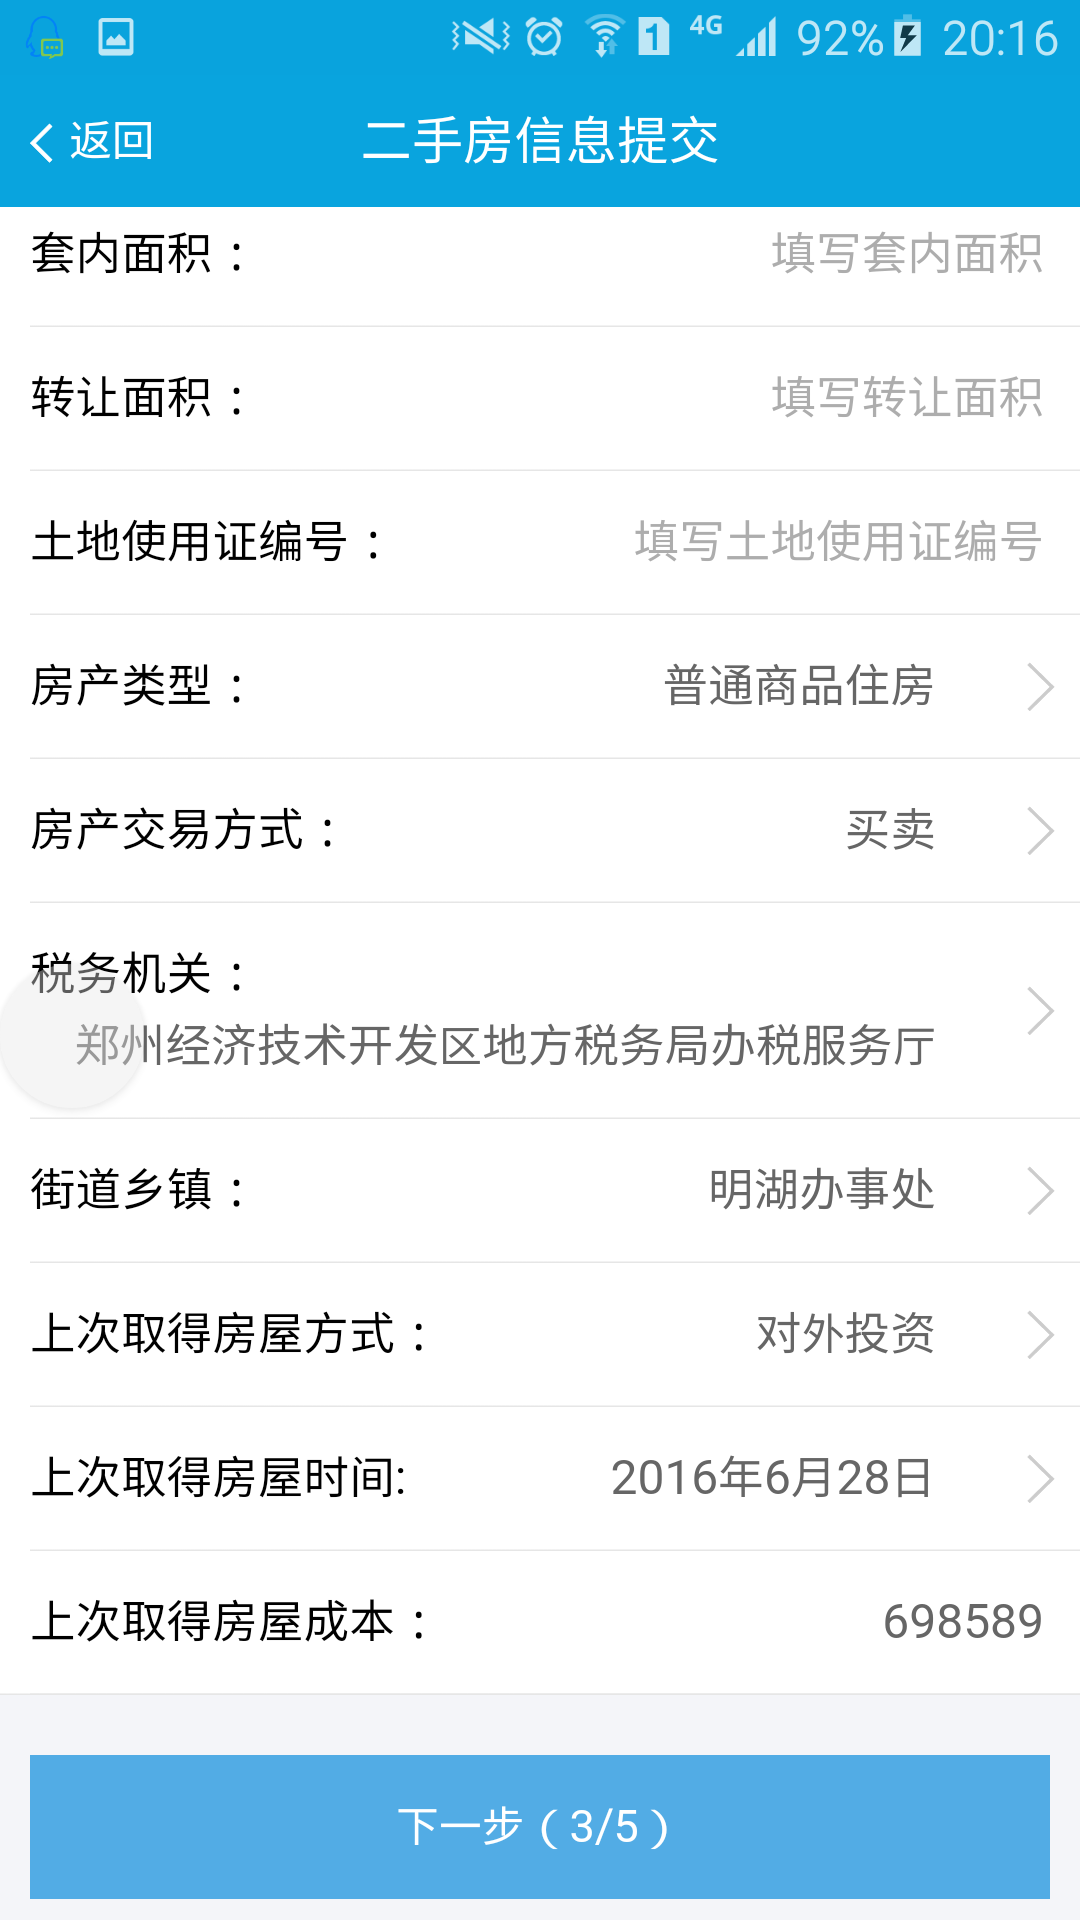 4G 92% 20:16
返回 二手房信息提交
套内面积： 填写套内面积
转让面积： 填写转让面积
土地使用证编号： 填写土地使用证编号
房产类型： 普通商品住房
房产交易方式： 买卖
税务机关：
郑州经济技术开发区地方税务局办税服务厅
街道乡镇： 明湖办事处
上次取得房屋方式： 对外投资
上次取得房屋时间: 2016年6月28日
上次取得房屋成本： 698589
下一步（3/5）